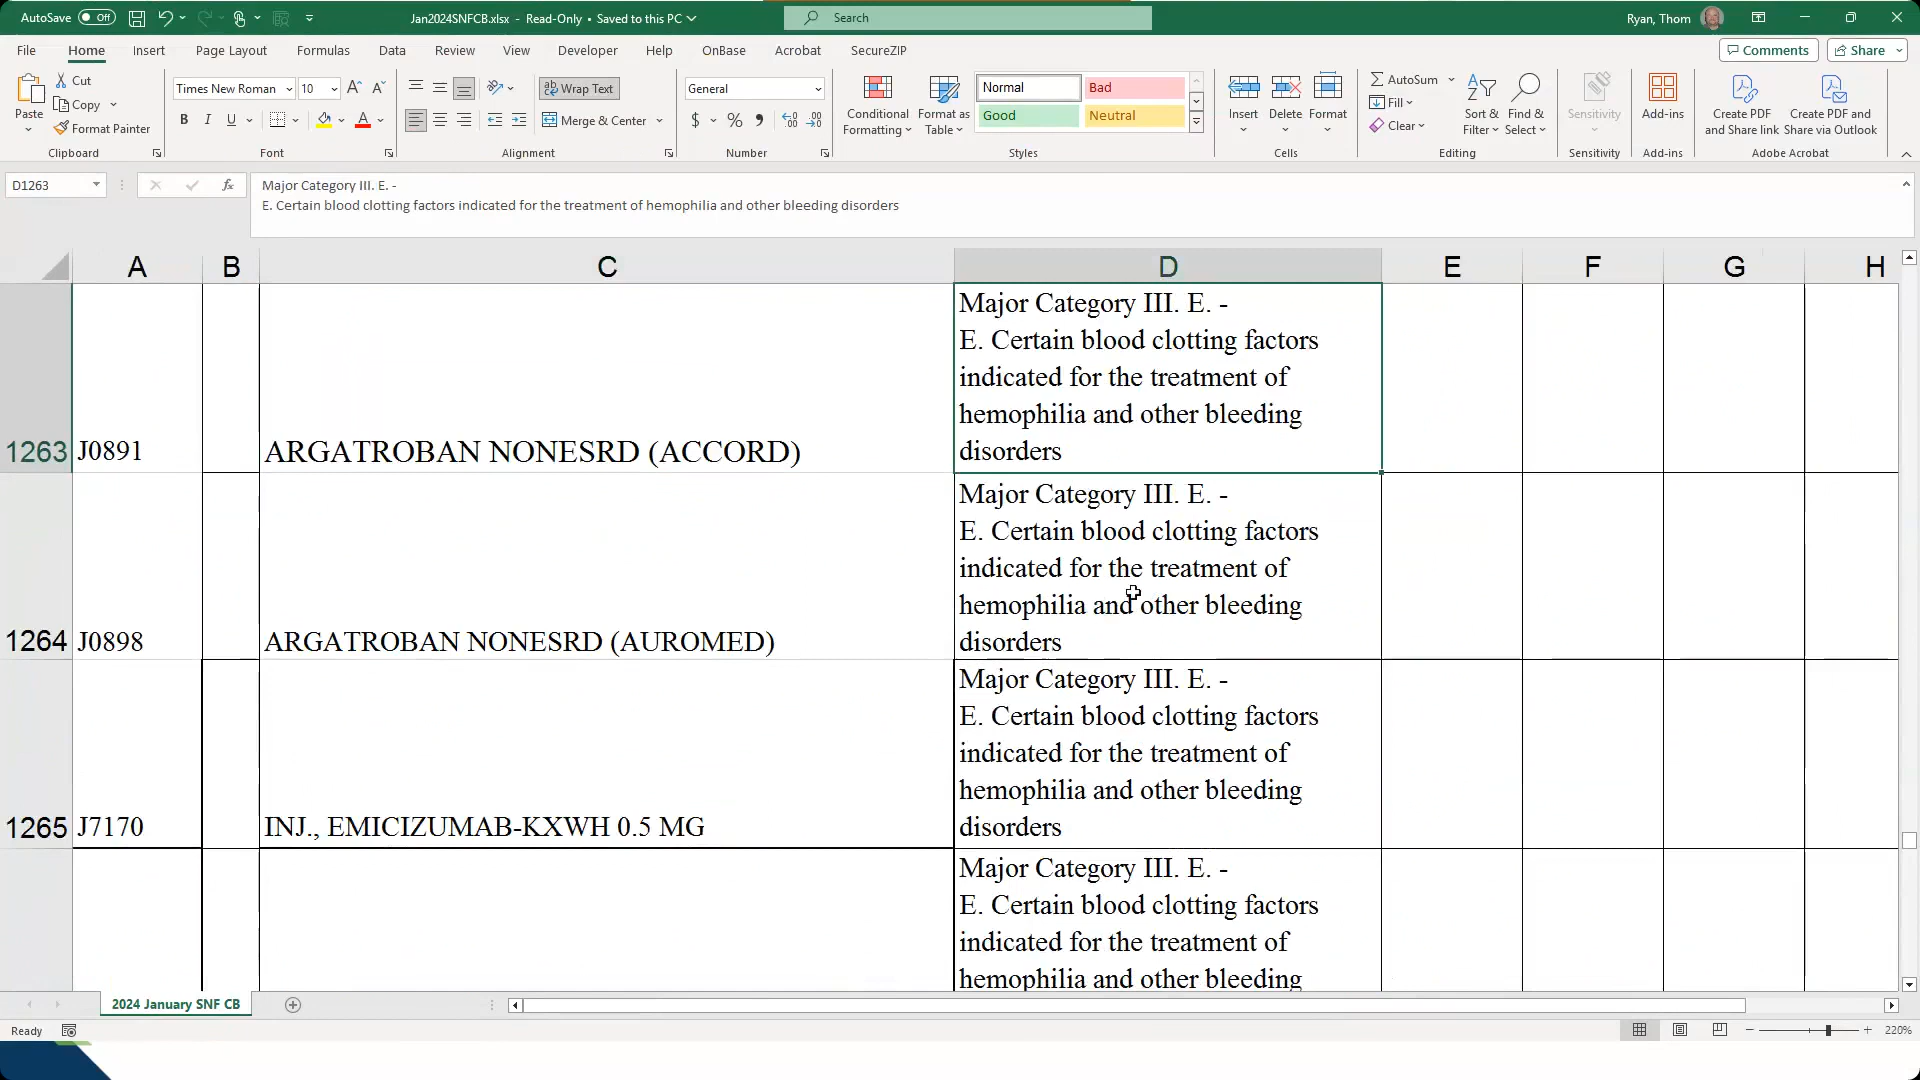 AutoSave Off Jan2024SNFCB.xlsx - Read-Only • Saved to this PC Search Ryan, Thom
File Home Insert Page Layout Formulas Data Review View Developer Help OnBase Acrobat SecureZIP Comments Share
Paste
Cut
Copy
Format Painter
Clipboard
Times New Roman 10
B I U
Font
Wrap Text
Merge & Center
Alignment
General
$ % 9
Number
Conditional Formatting
Format as Table
Normal Bad
Good Neutral
Styles
Insert Delete Format
Cells
AutoSum
Fill
Clear
Sort & Filter
Find & Select
Editing
Sensitivity
Sensitivity
Add-ins
Add-ins
Create PDF and Share link
Create PDF and Share via Outlook
Adobe Acrobat
D1263 fx Major Category III. E. -
E. Certain blood clotting factors indicated for the treatment of hemophilia and other bleeding disorders
A B C D E F G H
Major Category III. E. -
E. Certain blood clotting factors
indicated for the treatment of
hemophilia and other bleeding
1263 J0891 ARGATROBAN NONESRD (ACCORD) disorders
Major Category III. E. -
E. Certain blood clotting factors
indicated for the treatment of
hemophilia and other bleeding
1264 J0898 ARGATROBAN NONESRD (AUROMED) disorders
Major Category III. E. -
E. Certain blood clotting factors
indicated for the treatment of
hemophilia and other bleeding
1265 J7170 INJ., EMICIZUMAB-KXWH 0.5 MG disorders
Major Category III. E. -
E. Certain blood clotting factors
indicated for the treatment of
hemophilia and other bleeding
2024 January SNF CB
Ready 220%